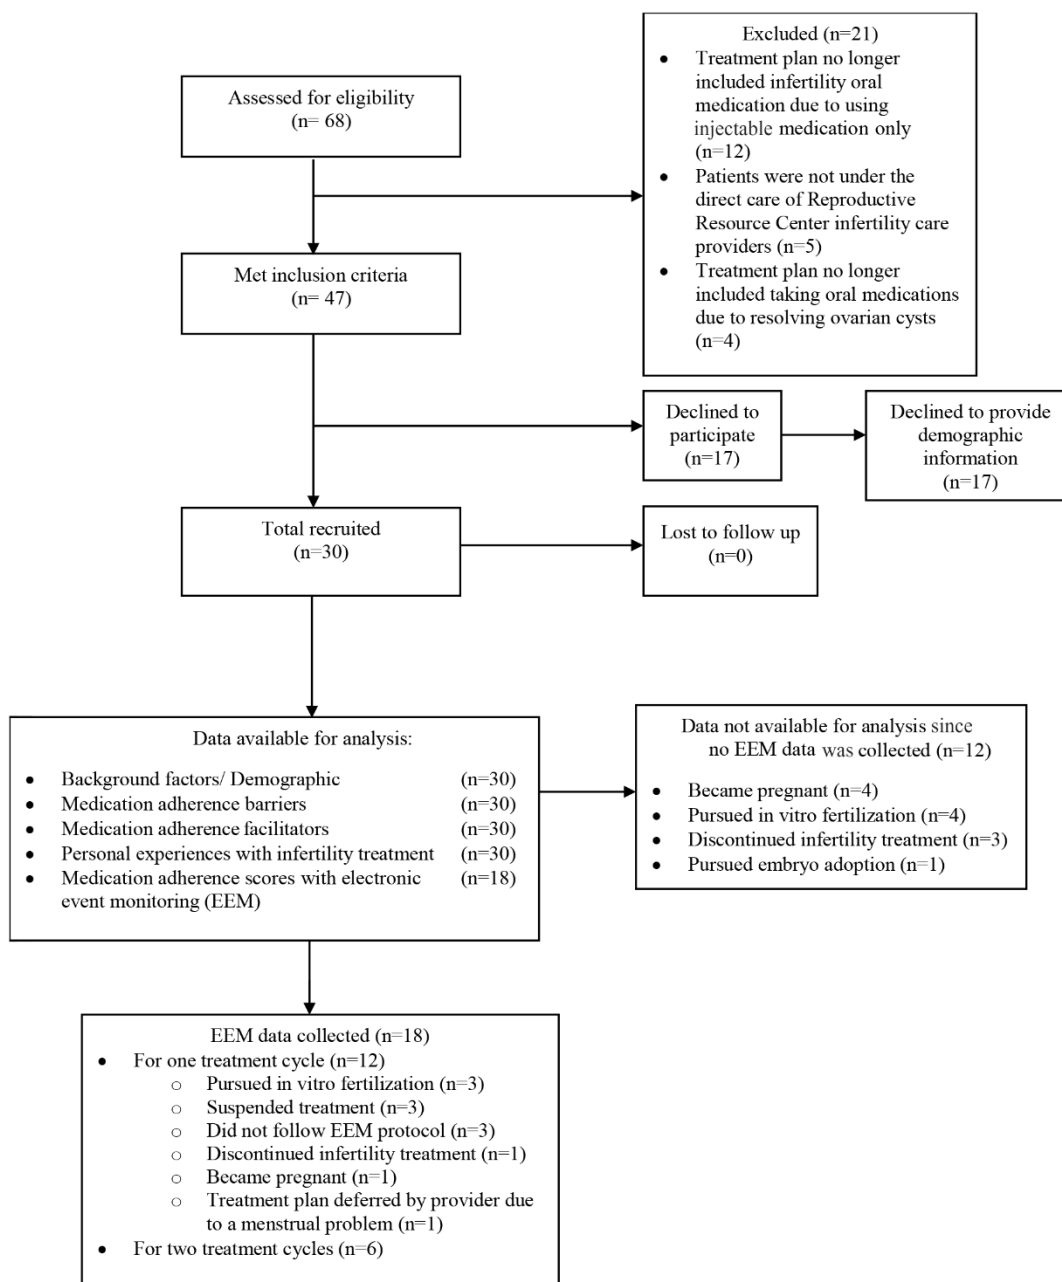 Assessed for eligibility
(n= 68)
Excluded (n=21)
• Treatment plan no longer
included infertility oral
medication due to using
injectable medication only
(n=12)
• Patients were not under the
direct care of Reproductive
Resource Center infertility care
providers (n=5)
• Treatment plan no longer
included taking oral medications
due to resolving ovarian cysts
(n=4)
Met inclusion criteria
(n= 47)
Declined to
participate
(n=17)
Declined to provide
demographic
information
(n=17)
Total recruited
(n=30)
Lost to follow up
(n=0)
Data available for analysis:
• Background factors/ Demographic (n=30)
• Medication adherence barriers (n=30)
• Medication adherence facilitators (n=30)
• Personal experiences with infertility treatment (n=30)
• Medication adherence scores with electronic (n=18)
event monitoring (EEM)
Data not available for analysis since
no EEM data was collected (n=12)
• Became pregnant (n=4)
• Pursued in vitro fertilization (n=4)
• Discontinued infertility treatment (n=3)
• Pursued embryo adoption (n=1)
EEM data collected (n=18)
• For one treatment cycle (n=12)
o Pursued in vitro fertilization (n=3)
o Suspended treatment (n=3)
o Did not follow EEM protocol (n=3)
o Discontinued infertility treatment (n=1)
o Became pregnant (n=1)
o Treatment plan deferred by provider due
to a menstrual problem (n=1)
• For two treatment cycles (n=6)